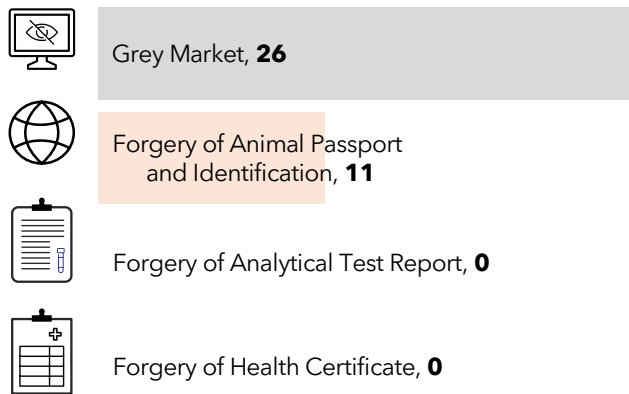 Grey Market, 26
Forgery of Animal Passport
and Identification, 11
Forgery of Analytical Test Report, 0
Forgery of Health Certificate, 0